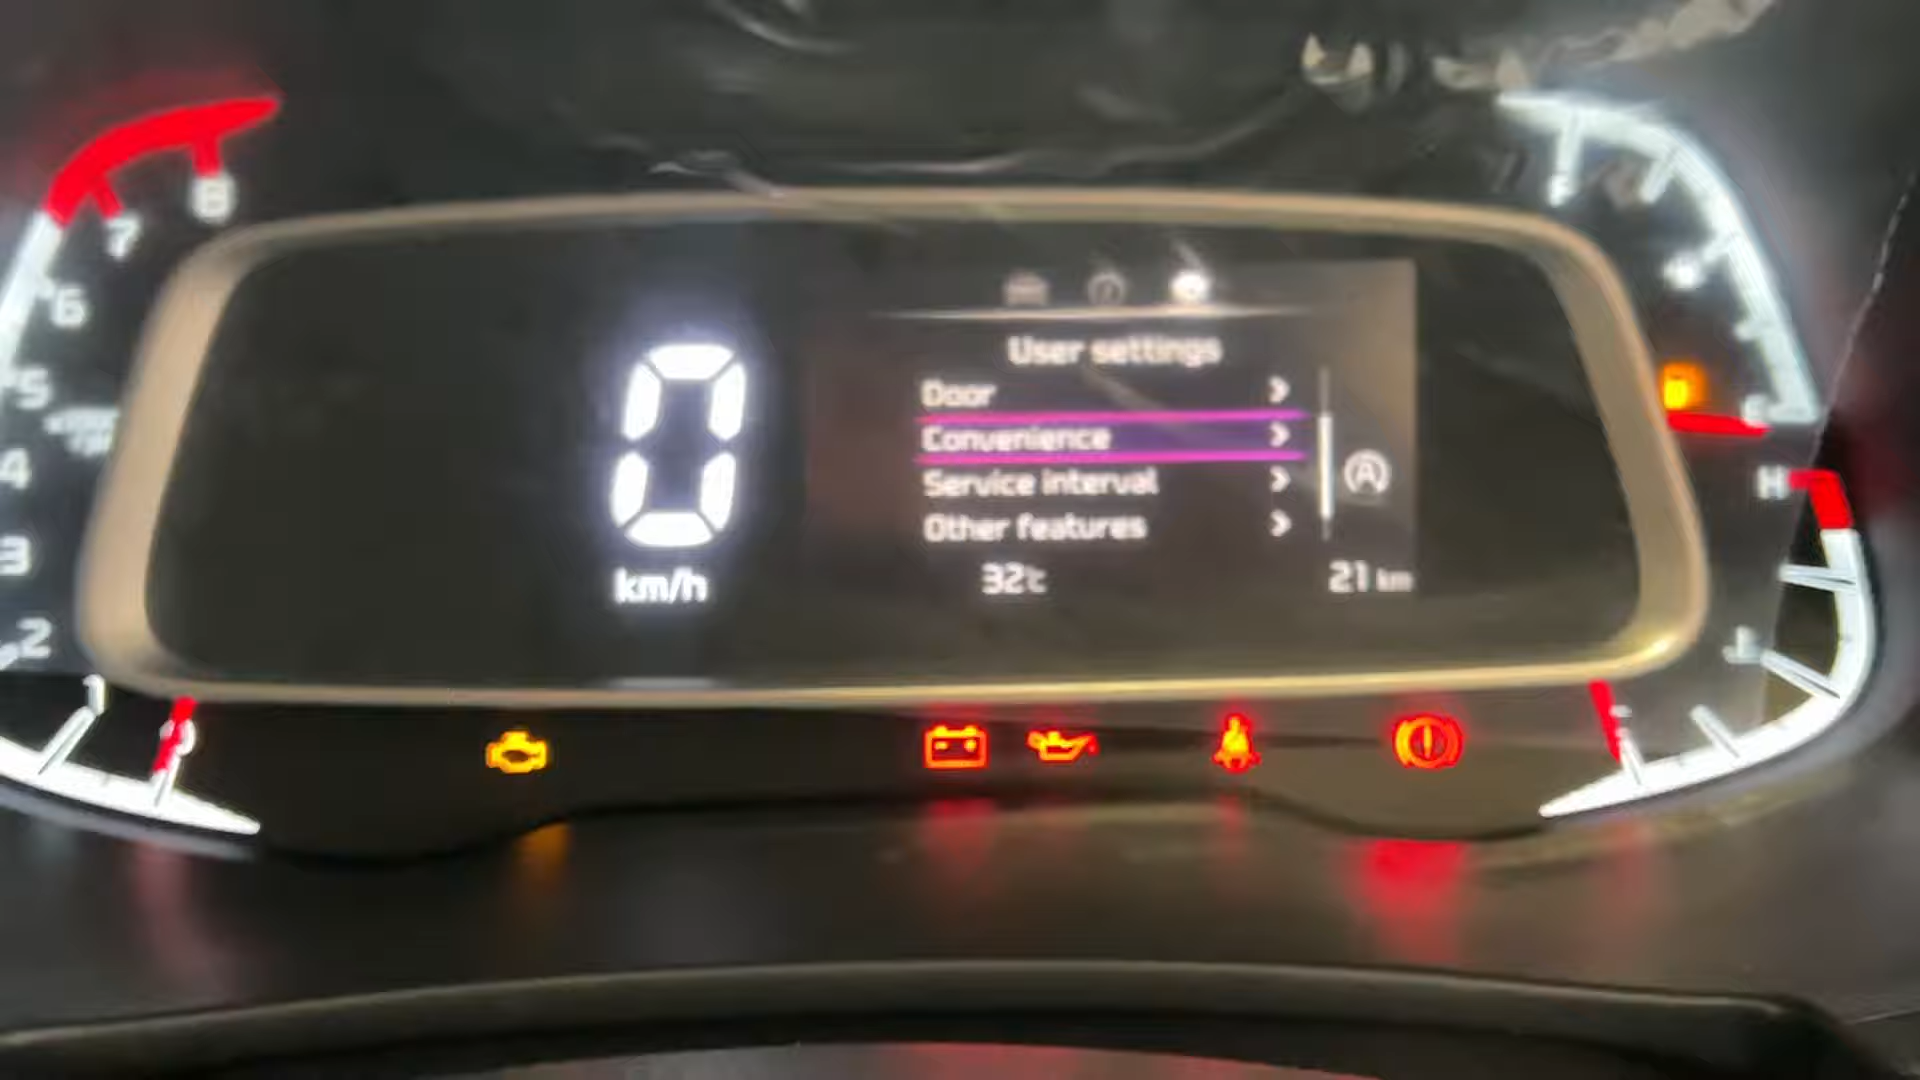 8
7
6
5
4
3
2
1
0
km/h
User settings
Door
Convenience
Service interval
Other features
32℃
21 km
A
F
E
H